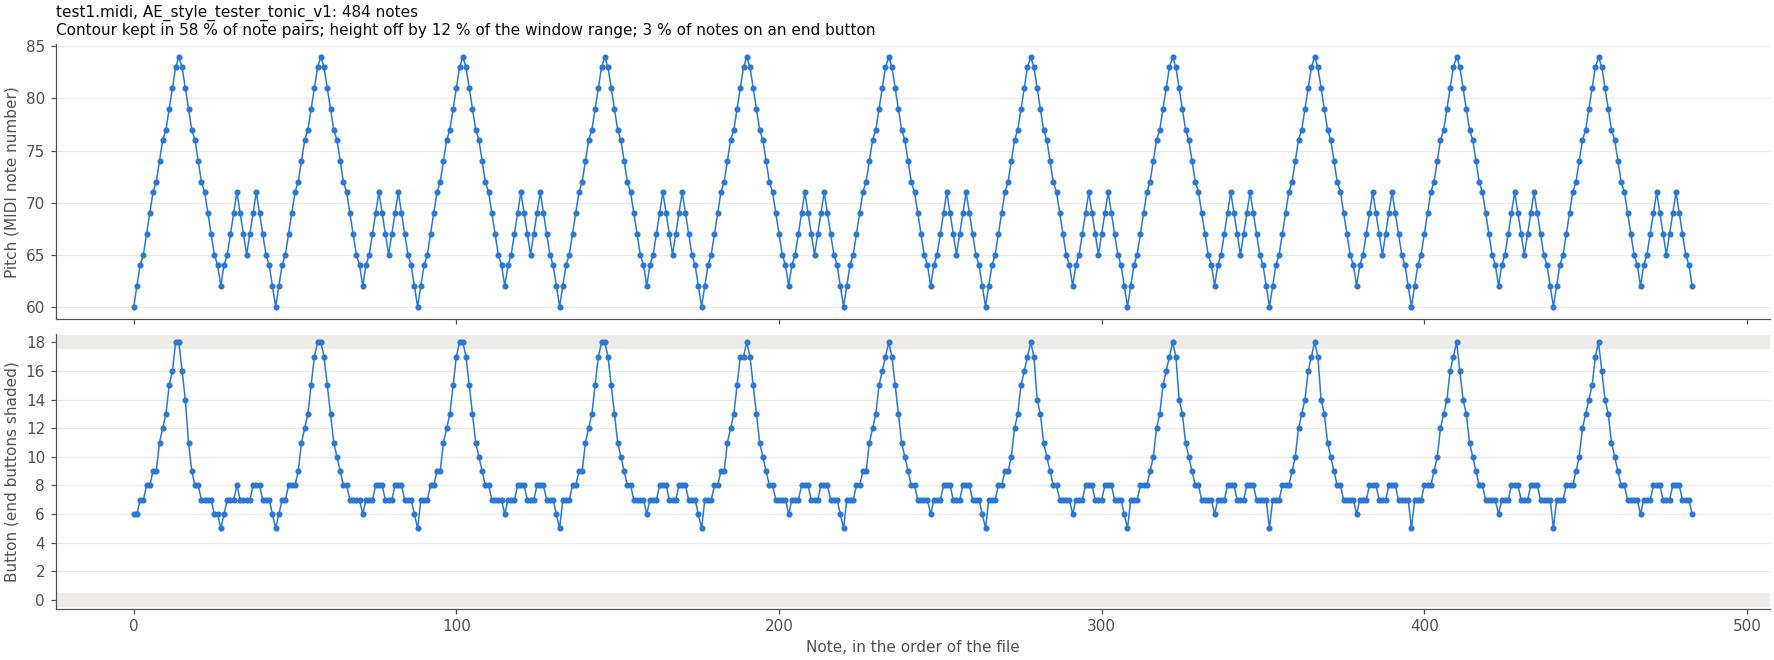 test1.midi, AE_style_tester_tonic_v1: 484 notes
Contour kept in 58 % of note pairs; height off by 12 % of the window range; 3 % of notes on an end button
Pitch (MIDI note number)
85
80
75
70
65
60
Button (end buttons shaded)
18
16
14
12
10
8
6
4
2
0
0 100 200 300 400 500
Note, in the order of the file